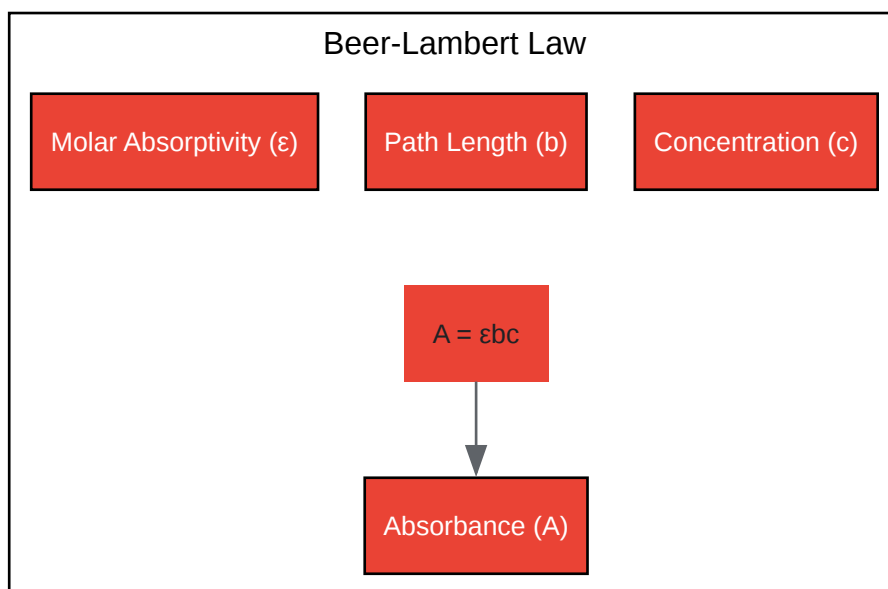 Beer-Lambert Law
Molar Absorptivity (ε)
Path Length (b)
Concentration (c)
A = εbc
Absorbance (A)